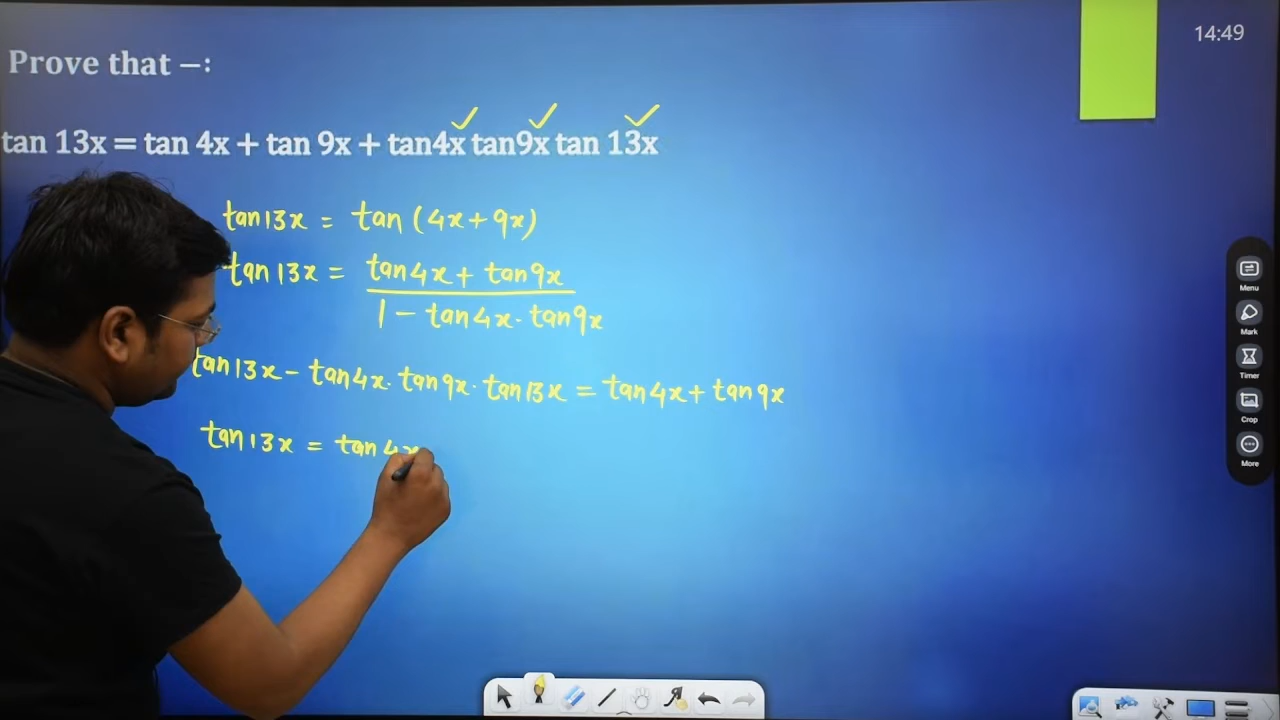 14:49
Prove that –:
tan 13x = tan 4x + tan 9x + tan4x tan9x tan 13x
tan13x = tan (4x+9x)
tan13x = tan4x + tan9x
1 - tan4x. tan9x
tan13x - tan4x. tan9x. tan13x = tan4x + tan9x
tan13x = tan4x
Menu
Mark
Timer
Crop
More